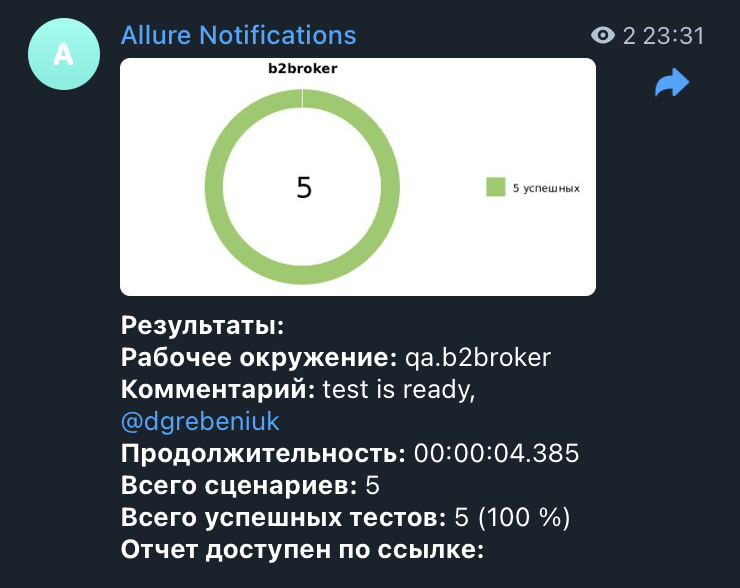 A
Allure Notifications
2 23:31
b2broker
5
5 успешных
Результаты:
Рабочее окружение: qa.b2broker
Комментарий: test is ready,
@dgrebeniuk
Продолжительность: 00:00:04.385
Всего сценариев: 5
Всего успешных тестов: 5 (100 %)
Отчет доступен по ссылке: